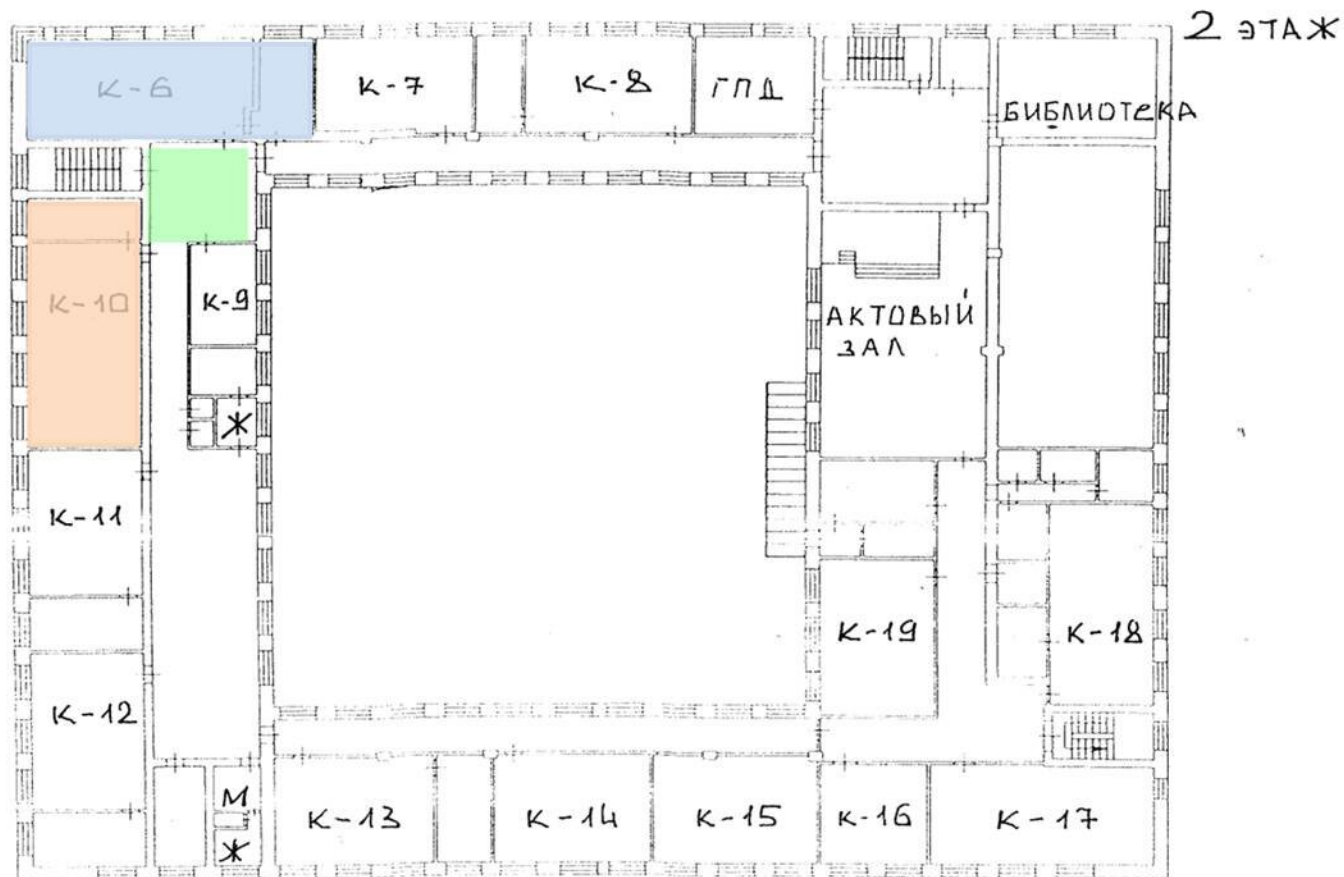 2 ЭТАЖ
К-6
К-7
К-8
ГПД
БИБЛИОТЕКА
К-10
К-9
АКТОВЫЙ
ЗАЛ
Ж
К-11
К-19
К-18
К-12
М
Ж
К-13
К-14
К-15
К-16
К-17